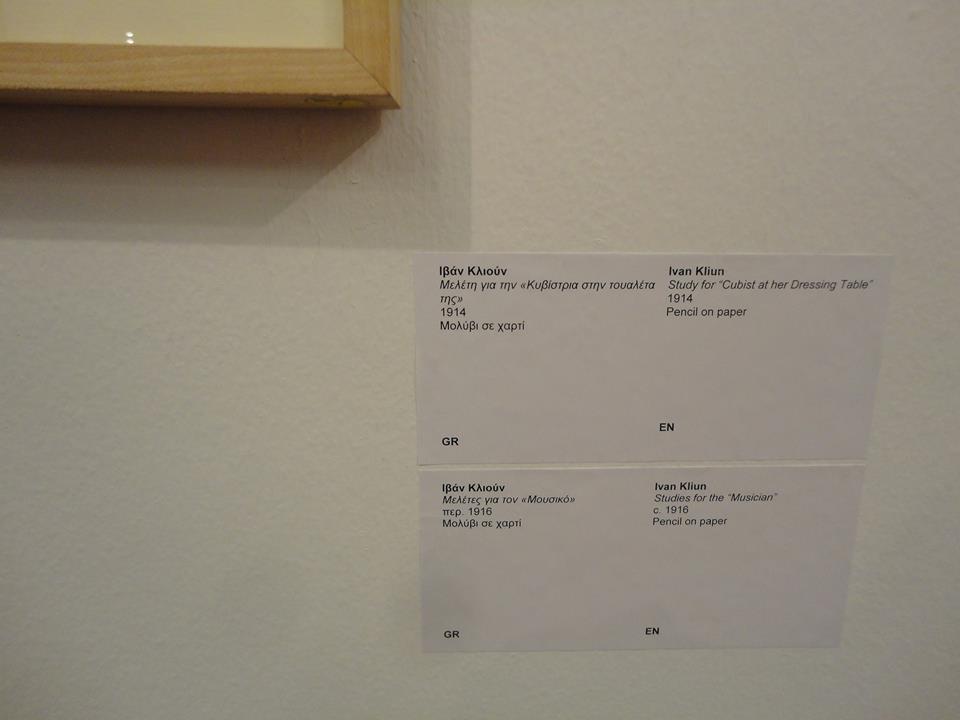 Ιβάν Κλιούν
Μελέτη για την «Κυβίστρια στην τουαλέτα
της»
1914
Μολύβι σε χαρτί
GR
Ivan Kliun
Study for “Cubist at her Dressing Table”
1914
Pencil on paper
EN
Ιβάν Κλιούν
Μελέτες για τον «Μουσικό»
περ. 1916
Μολύβι σε χαρτί
GR
Ivan Kliun
Studies for the “Musician”
c. 1916
Pencil on paper
EN